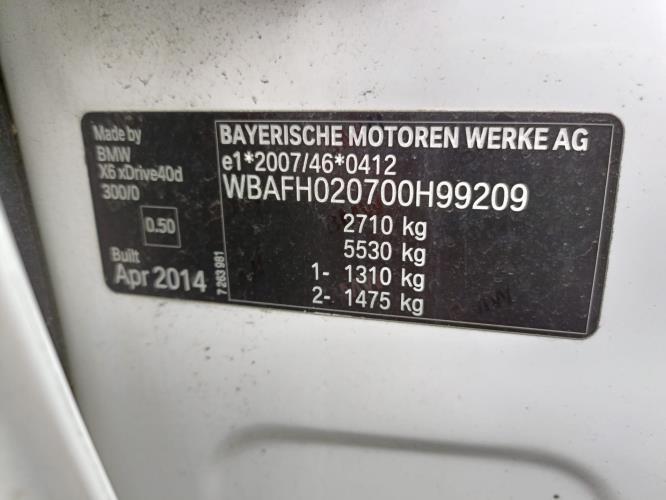 Made by
BMW
X6 xDrive40d
300/0
0.50
Built
Apr 2014
7 263 981
BAYERISCHE MOTOREN WERKE AG
e1*2007/46*0412
WBAFH020700H99209
2710 kg
5530 kg
1- 1310 kg
2- 1475 kg